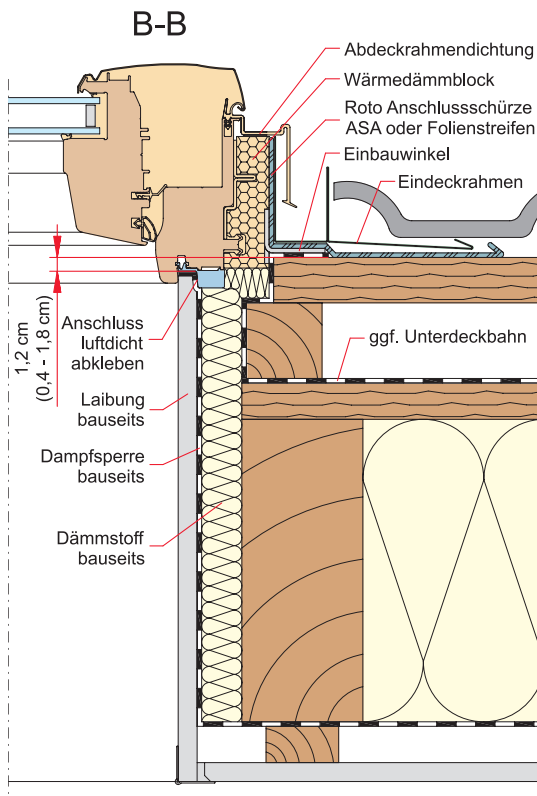 B-B
Abdeckrahmendichtung
Wärmedämmblock
Roto Anschlussschürze
ASA oder Folienstreifen
Einbauwinkel
Eindeckrahmen
1,2 cm
(0,4 - 1,8 cm)
Anschluss
luftdicht
abkleben
ggf. Unterdeckbahn
Laibung
bauseits
Dampfsperre
bauseits
Dämmstoff
bauseits